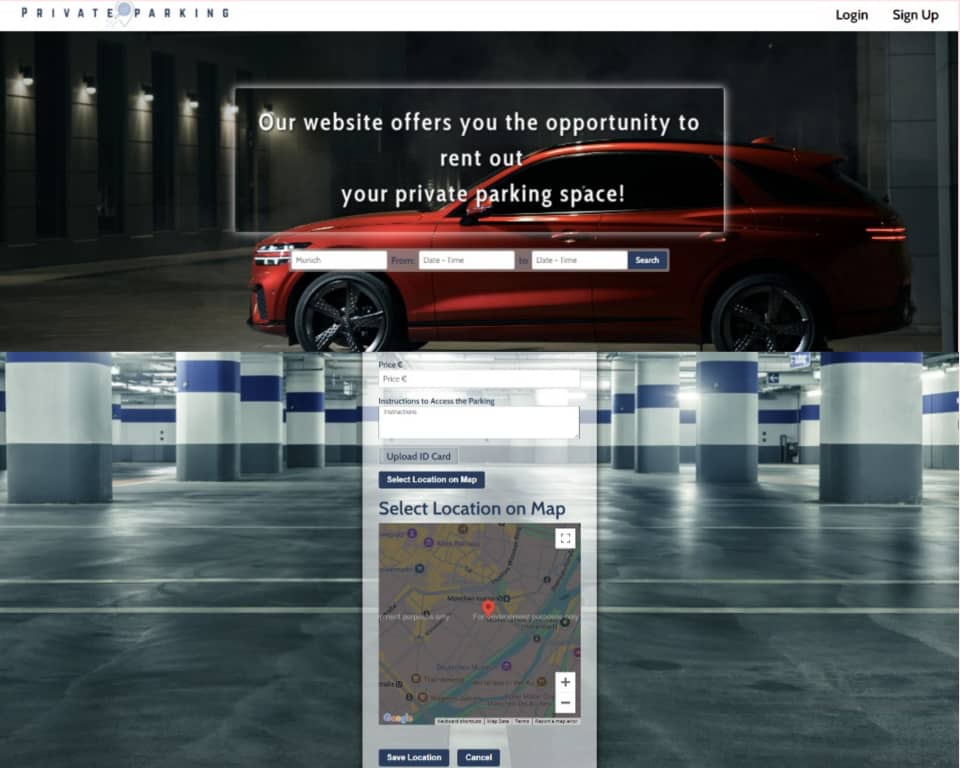 PRIVATE PARKING
Login Sign Up
Our website offers you the opportunity to
rent out
your private parking space!
Munich From: Date - Time to Date - Time Search
Price €
Price €
Instructions to Access the Parking
Instructions
Upload ID Card
Select Location on Map
Select Location on Map
For development purposes only
Deutsches Museum
Google Keyboard shortcuts Map Data Terms Report a map error
Save Location Cancel